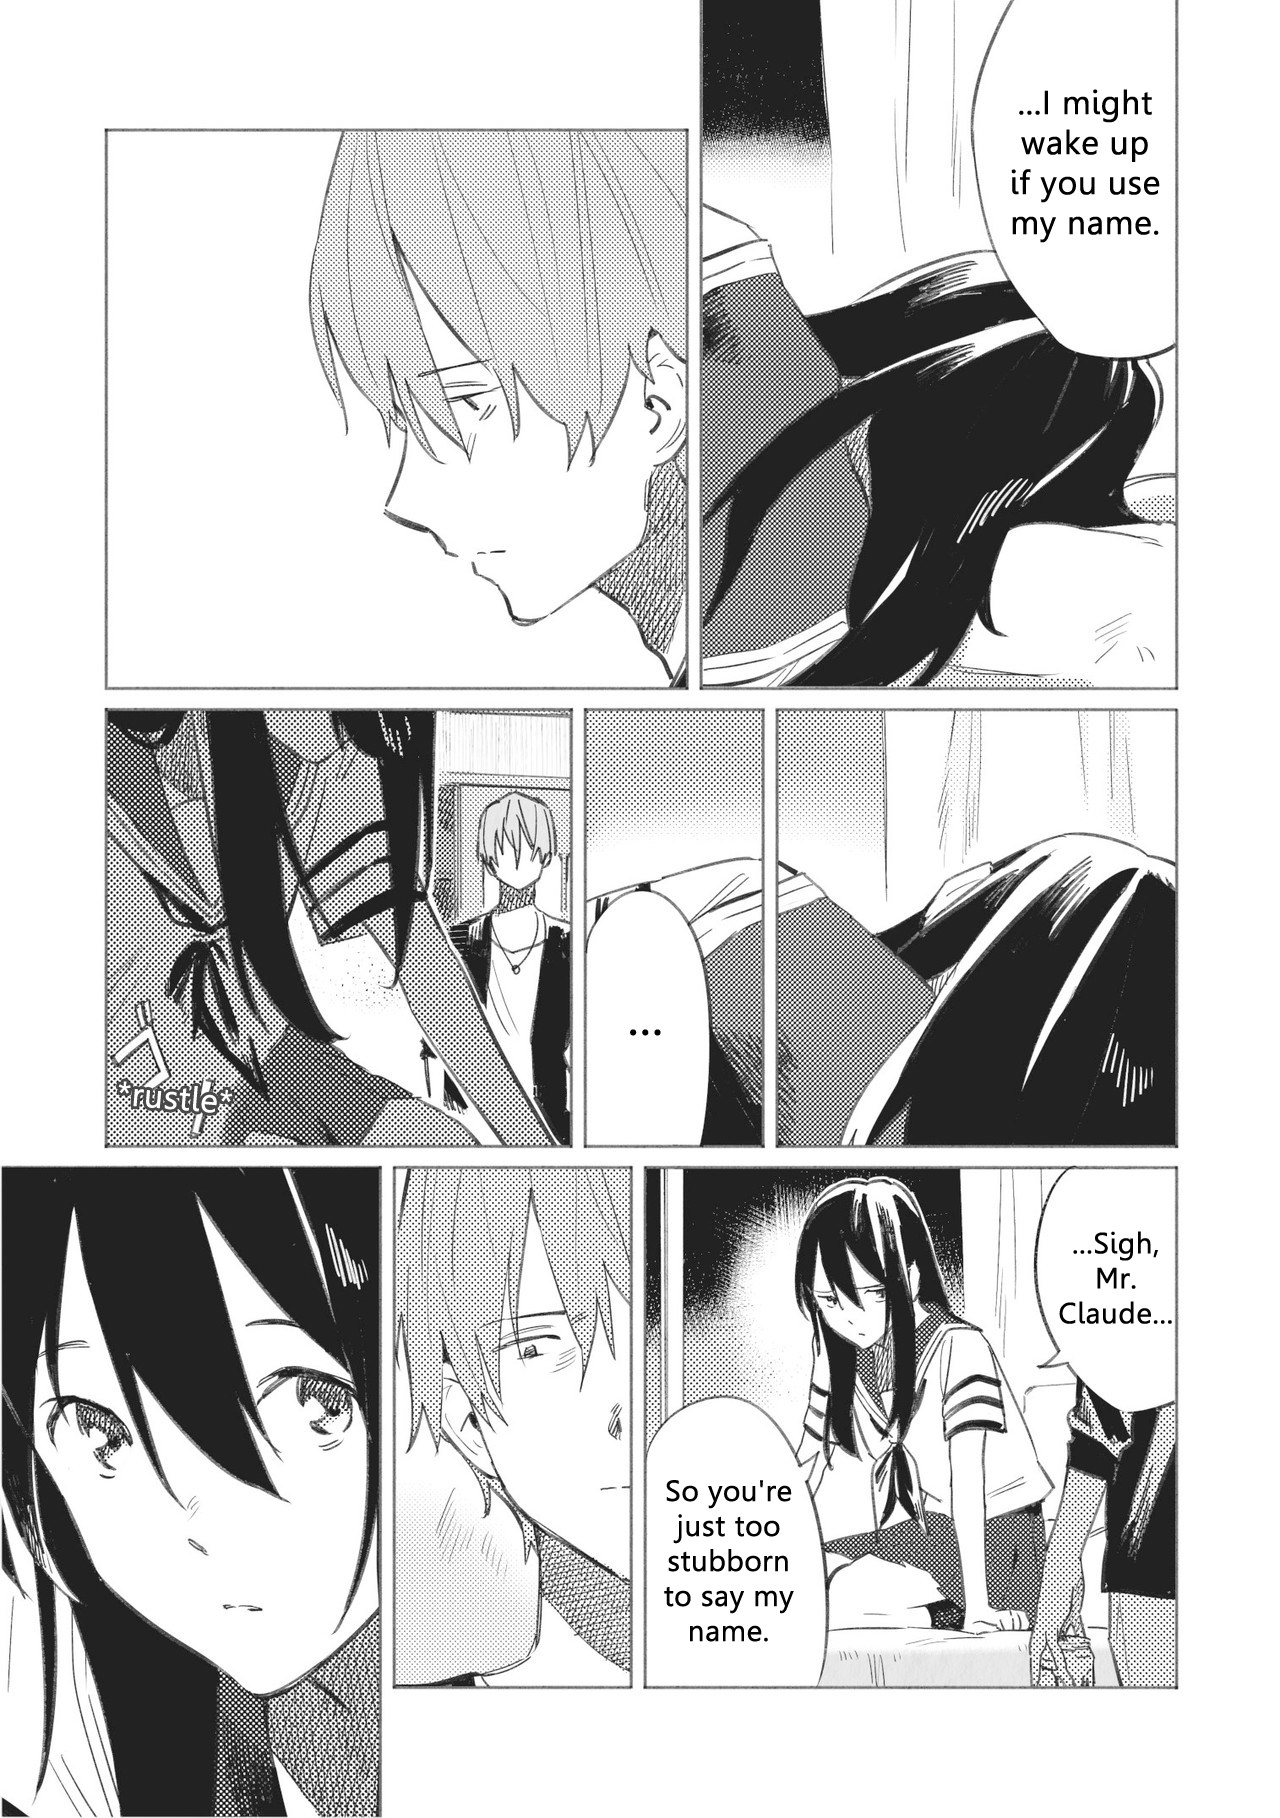 ...I might
wake up
if you use
my name.
...
*rustle*
...Sigh,
Mr.
Claude...
So you're
just too
stubborn
to say my
name.